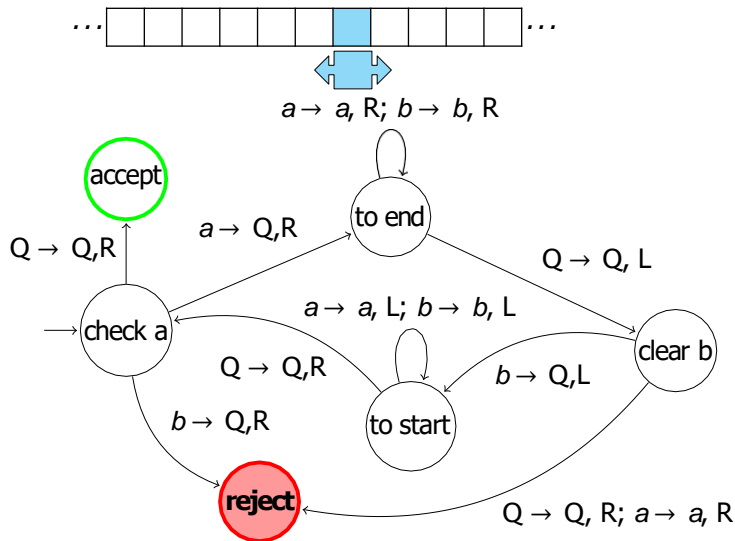 ... ...
a → a, R; b → b, R
accept
to end
a → Q,R
Q → Q,R
Q → Q, L
a → a, L; b → b, L
check a
clear b
Q → Q,R
b → Q,L
b → Q,R
to start
reject
Q → Q, R; a → a, R